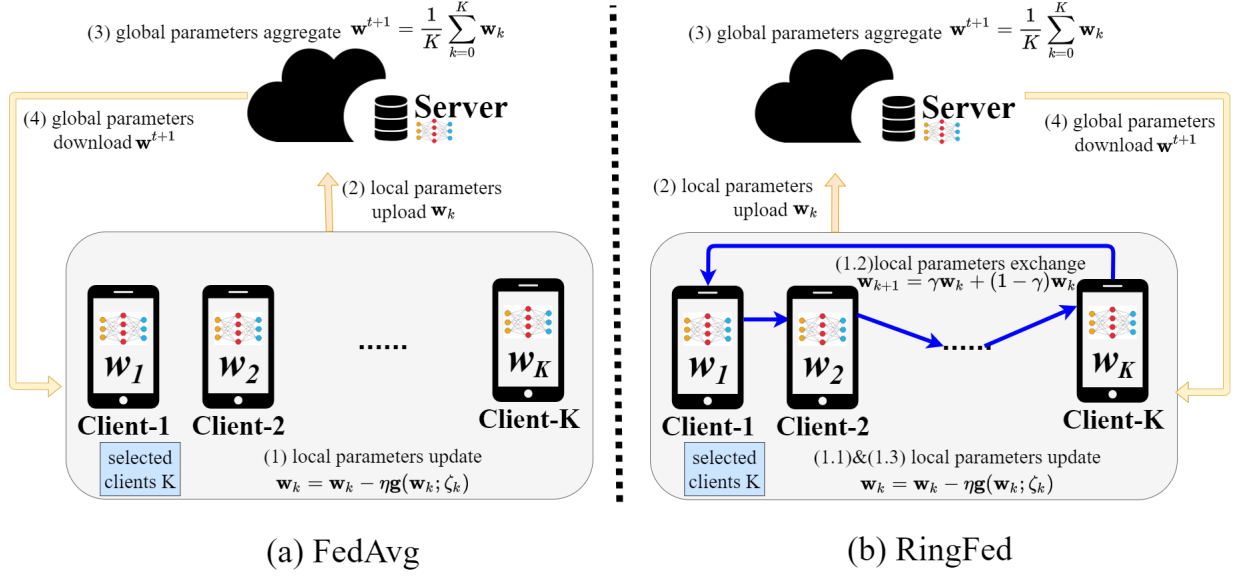 (3) global parameters aggregate w^{t+1} = \frac{1}{K} \sum_{k=0}^{K} w_k
Server
(4) global parameters
download w^{t+1}
(2) local parameters
upload w_k
w_1
w_2
......
w_K
Client-1
Client-2
Client-K
selected
clients K
(1) local parameters update
w_k = w_k − ηg(w_k; ζ_k)
(a) FedAvg
(3) global parameters aggregate w^{t+1} = \frac{1}{K} \sum_{k=0}^{K} w_k
Server
(4) global parameters
download w^{t+1}
(2) local parameters
upload w_k
(1.2)local parameters exchange
w_{k+1} = γw_k + (1 − γ)w_k
w_1
w_2
......
w_K
Client-1
Client-2
Client-K
selected
clients K
(1.1)&(1.3) local parameters update
w_k = w_k − ηg(w_k; ζ_k)
(b) RingFed